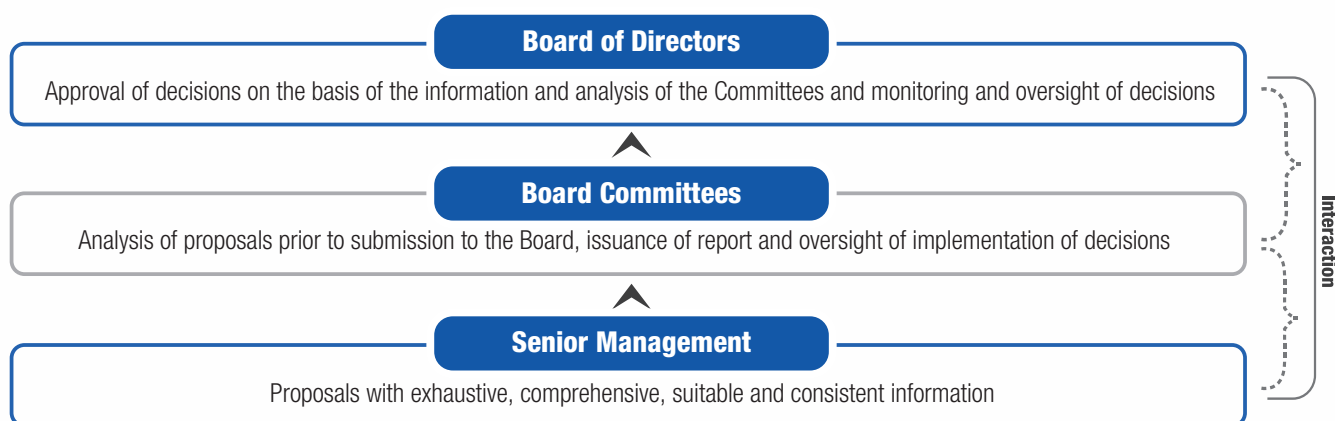 Board of Directors
Approval of decisions on the basis of the information and analysis of the Committees and monitoring and oversight of decisions
Board Committees
Analysis of proposals prior to submission to the Board, issuance of report and oversight of implementation of decisions
Interaction
Senior Management
Proposals with exhaustive, comprehensive, suitable and consistent information